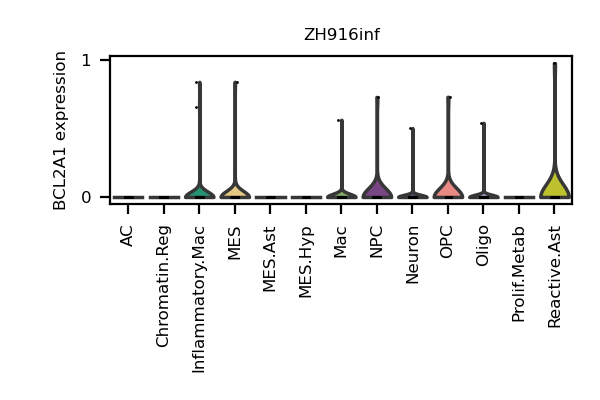 ZH916inf
BCL2A1 expression
1
0
AC
Chromatin.Reg
Inflammatory.Mac
MES
MES.Ast
MES.Hyp
Mac
NPC
Neuron
OPC
Oligo
Prolif.Metab
Reactive.Ast